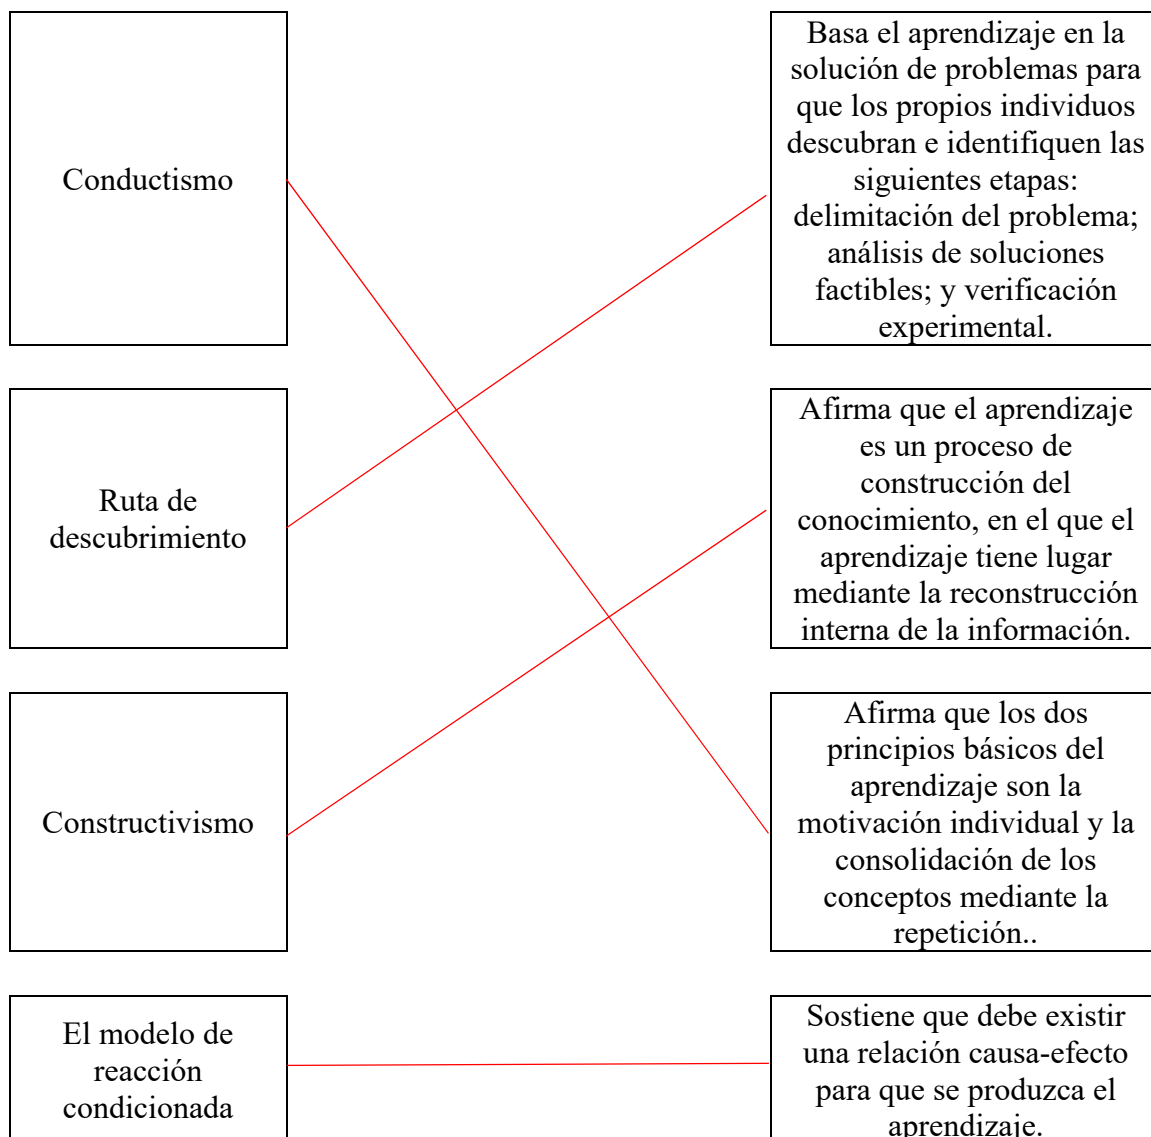 Conductismo
Basa el aprendizaje en la
solución de problemas para
que los propios individuos
descubran e identifiquen las
siguientes etapas:
delimitación del problema;
análisis de soluciones
factibles; y verificación
experimental.
Ruta de
descubrimiento
Afirma que el aprendizaje
es un proceso de
construcción del
conocimiento, en el que el
aprendizaje tiene lugar
mediante la reconstrucción
interna de la información.
Constructivismo
Afirma que los dos
principios básicos del
aprendizaje son la
motivación individual y la
consolidación de los
conceptos mediante la
repetición..
El modelo de
reacción
condicionada
Sostiene que debe existir
una relación causa-efecto
para que se produzca el
aprendizaje.